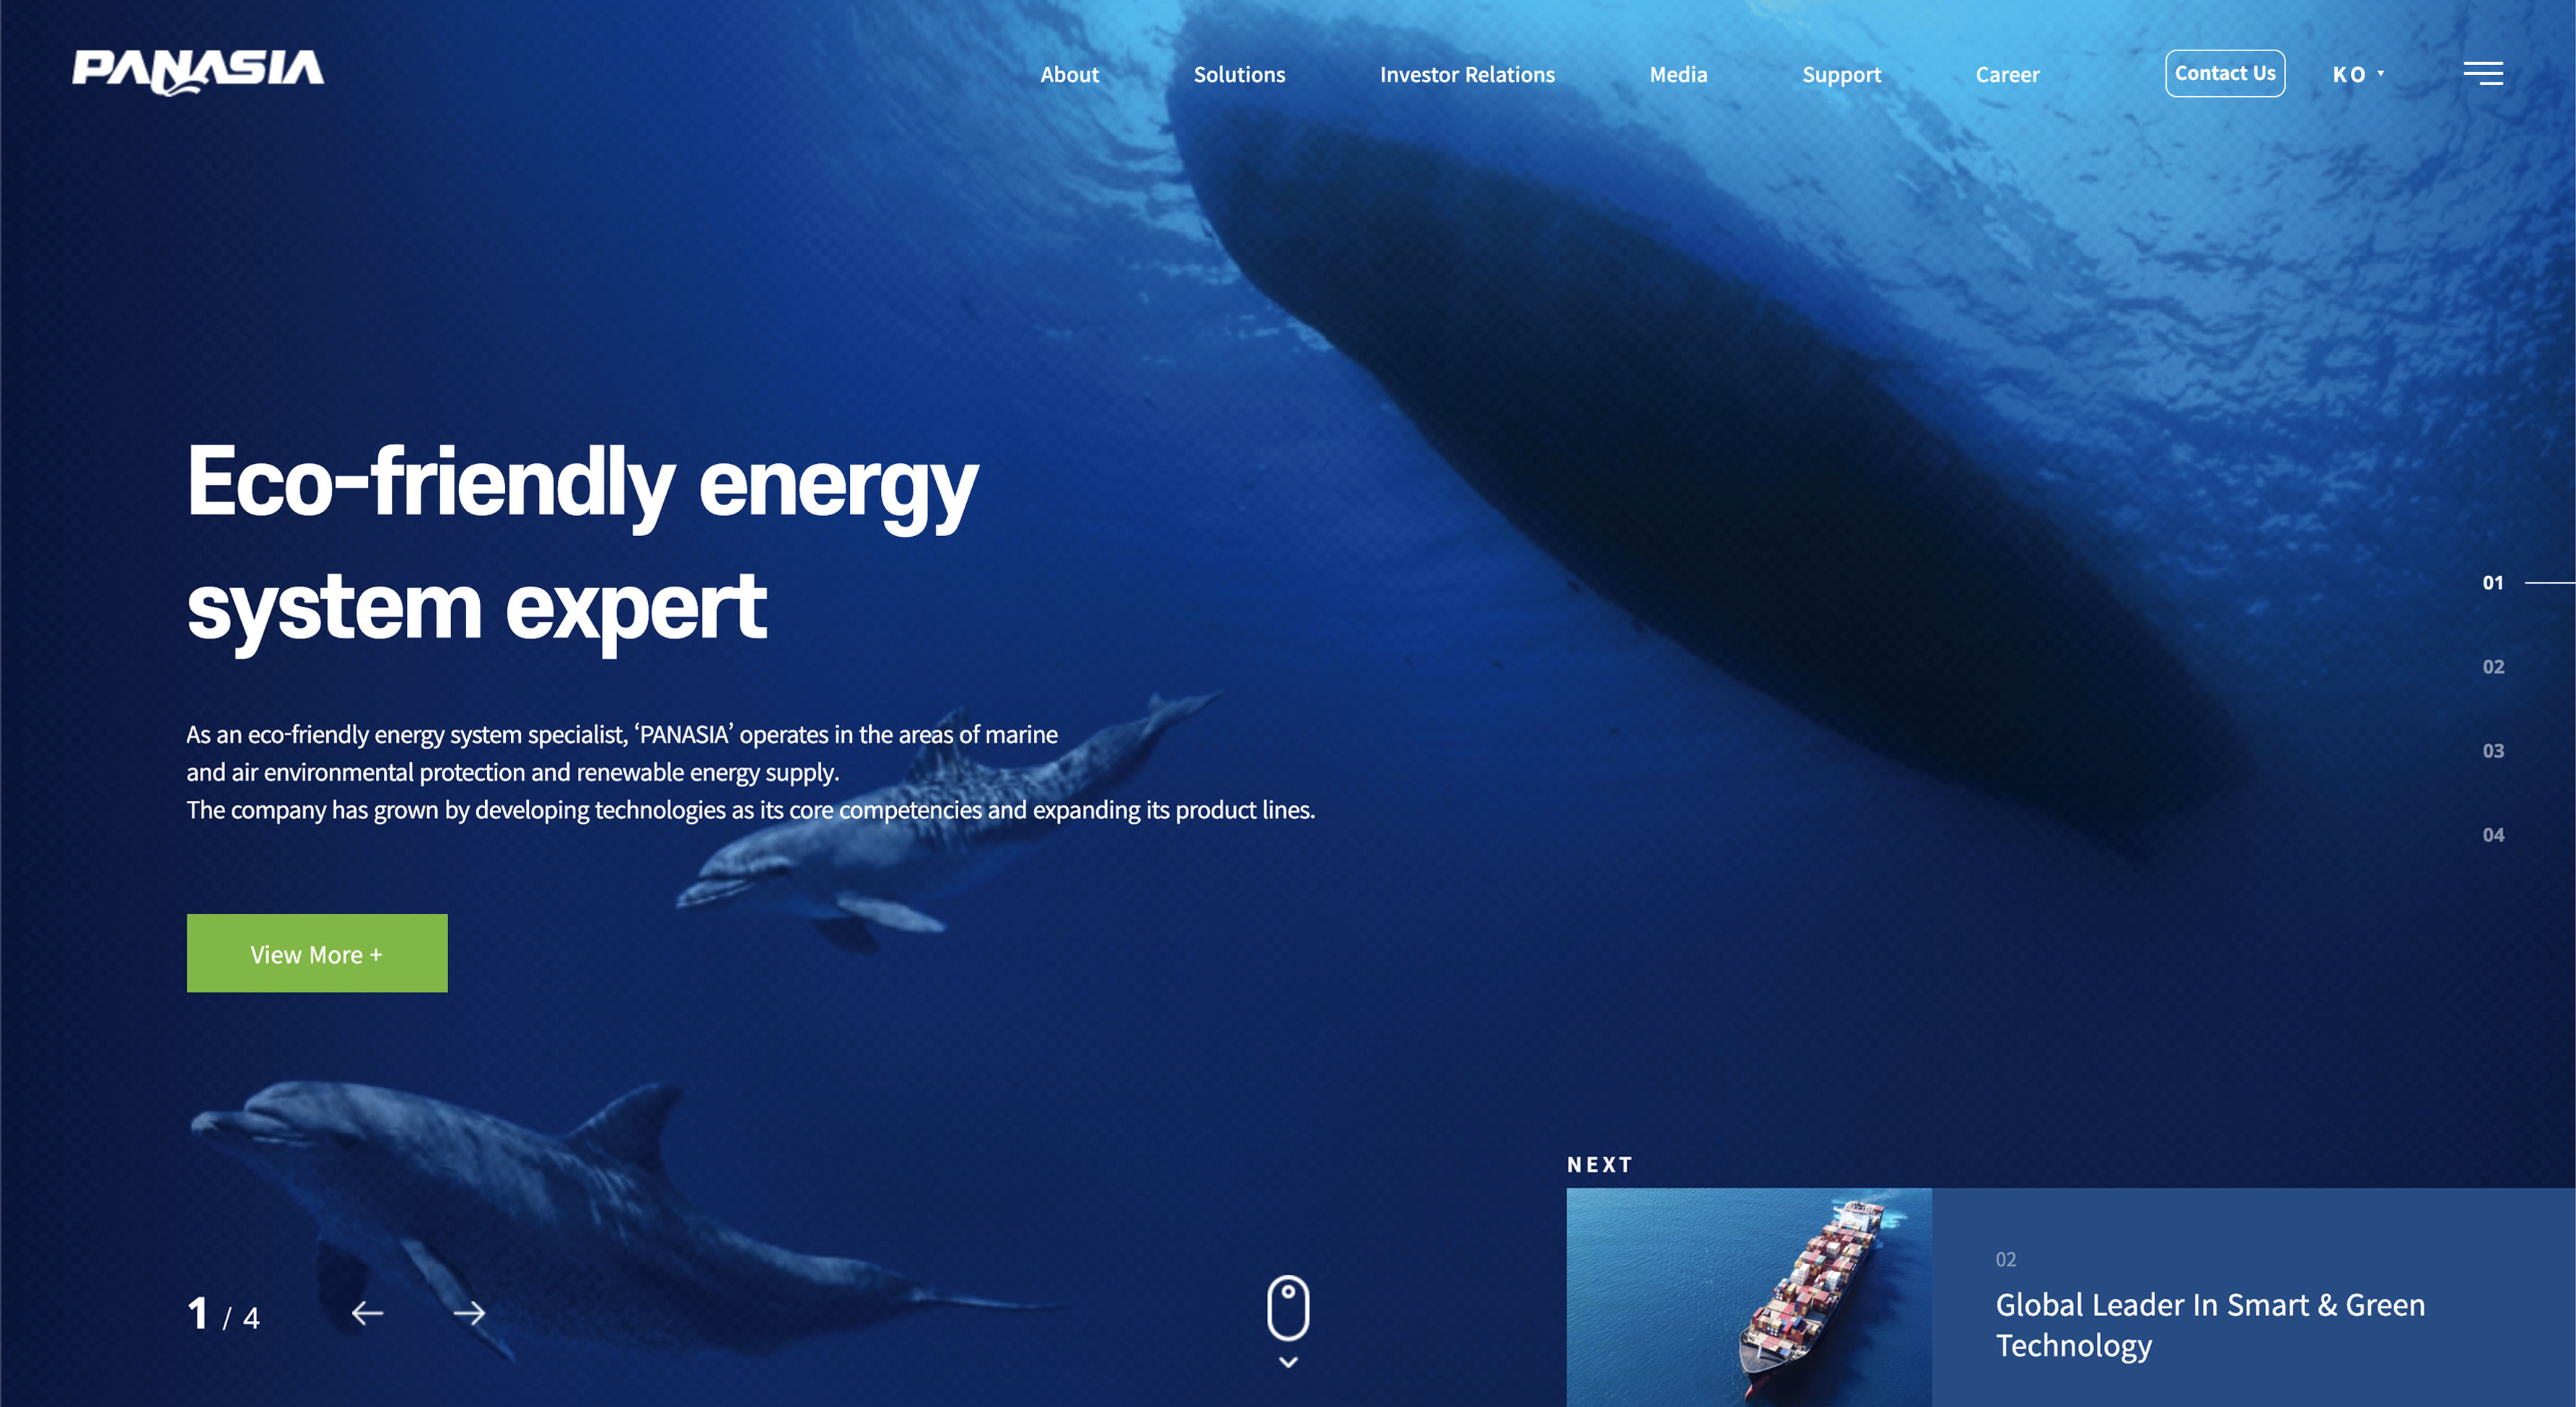 PANASIA
About
Solutions
Investor Relations
Media
Support
Career
Contact Us
KO
Eco-friendly energy
system expert
As an eco-friendly energy system specialist, ‘PANASIA’ operates in the areas of marine
and air environmental protection and renewable energy supply.
The company has grown by developing technologies as its core competencies and expanding its product lines.
View More +
01
02
03
04
1 / 4
NEXT
02
Global Leader In Smart & Green
Technology